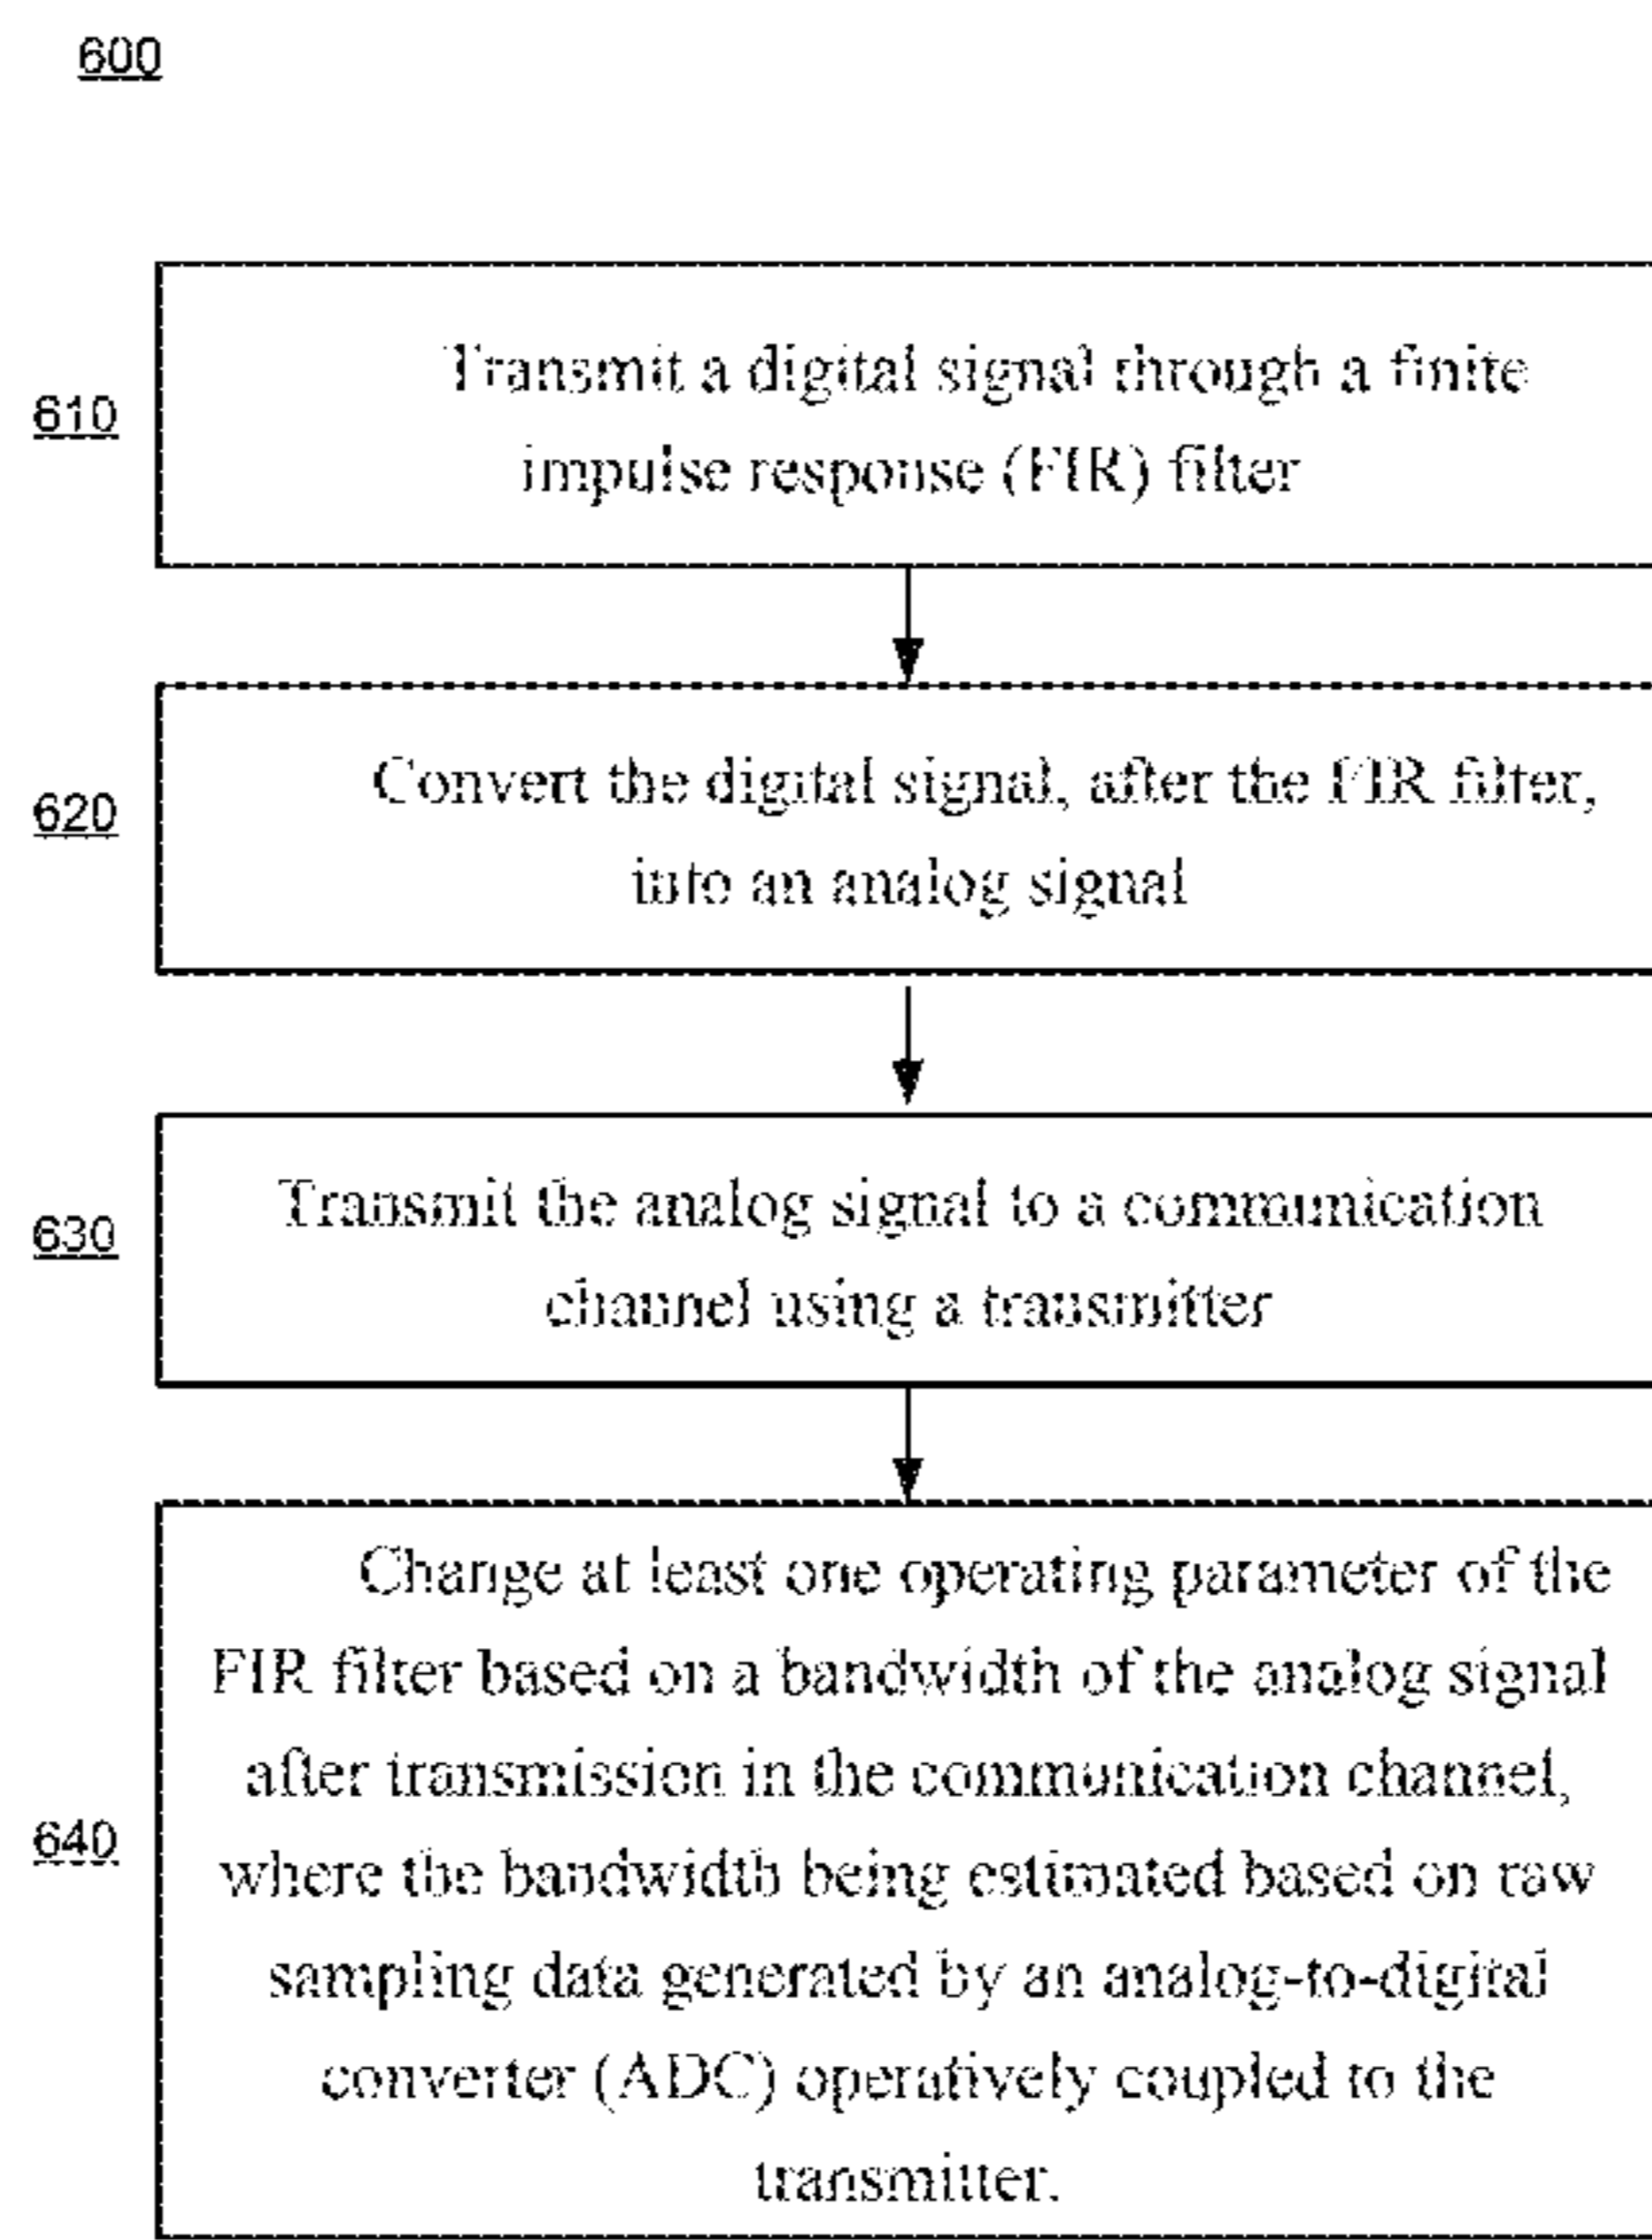 600
610
Transmit a digital signal through a finite
impulse response (FIR) filter
620
Convert the digital signal, after the FIR filter,
into an analog signal
630
Transmit the analog signal to a communication
channel using a transmitter
640
Change at least one operating parameter of the
FIR filter based on a bandwidth of the analog signal
after transmission in the communication channel,
where the bandwidth being estimated based on raw
sampling data generated by an analog-to-digital
converter (ADC) operatively coupled to the
transmitter.